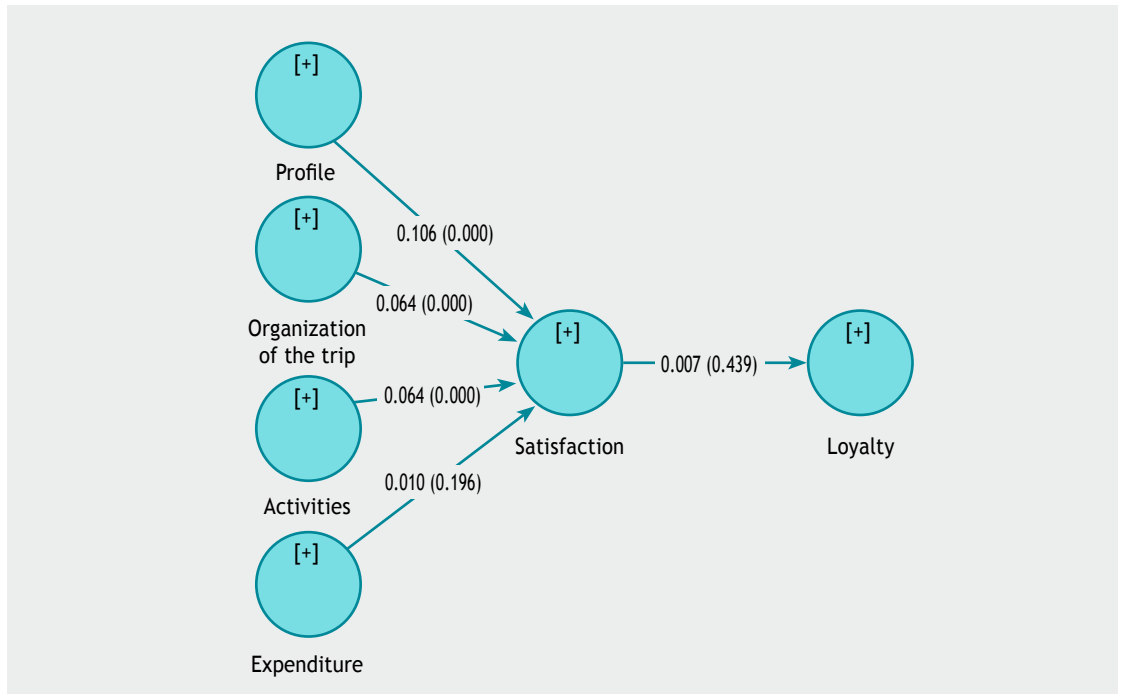 [+]
Profile
0.106 (0.000)
[+]
Organization
of the trip
0.064 (0.000)
[+]
Activities
0.064 (0.000)
[+]
Expenditure
0.010 (0.196)
[+]
Satisfaction
0.007 (0.439)
[+]
Loyalty